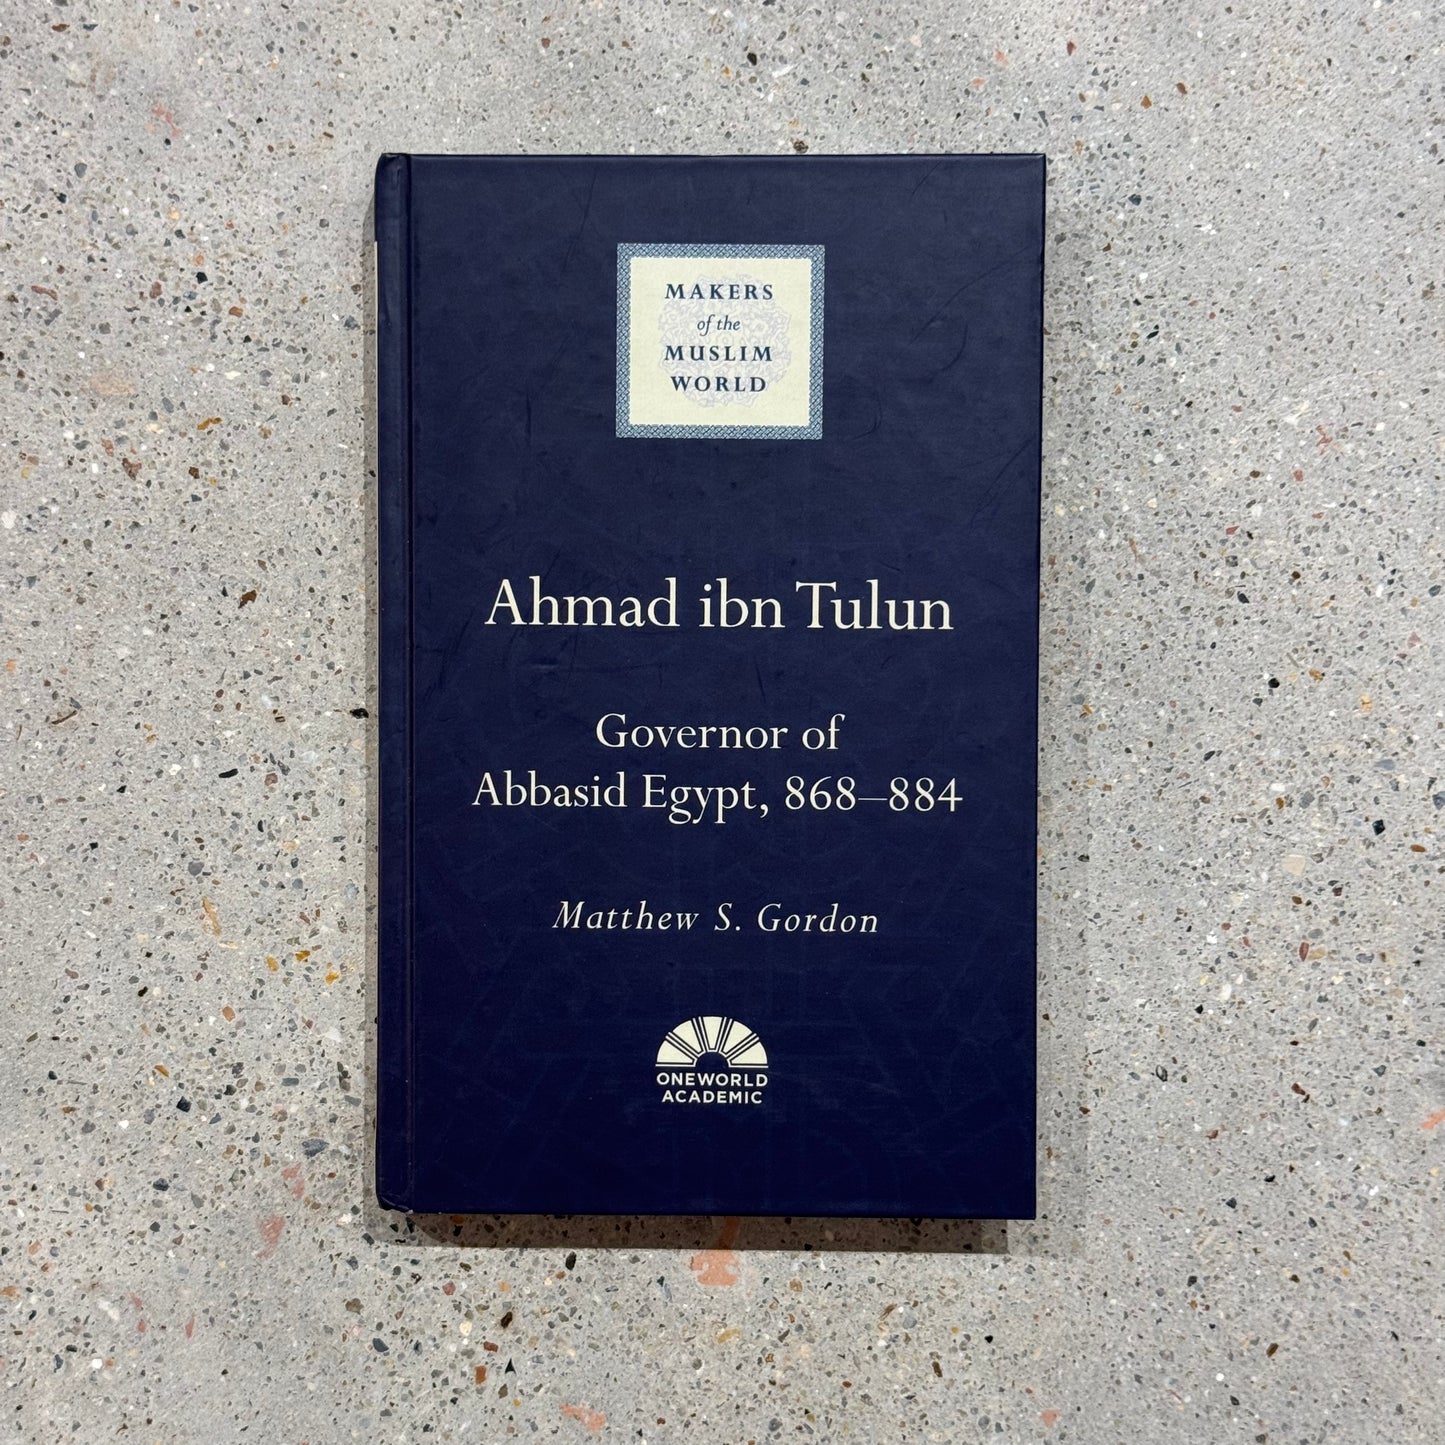 MAKERS
of the
MUSLIM
WORLD
Ahmad ibn Tulun
Governor of
Abbasid Egypt, 868–884
Matthew S. Gordon
ONEWORLD
ACADEMIC